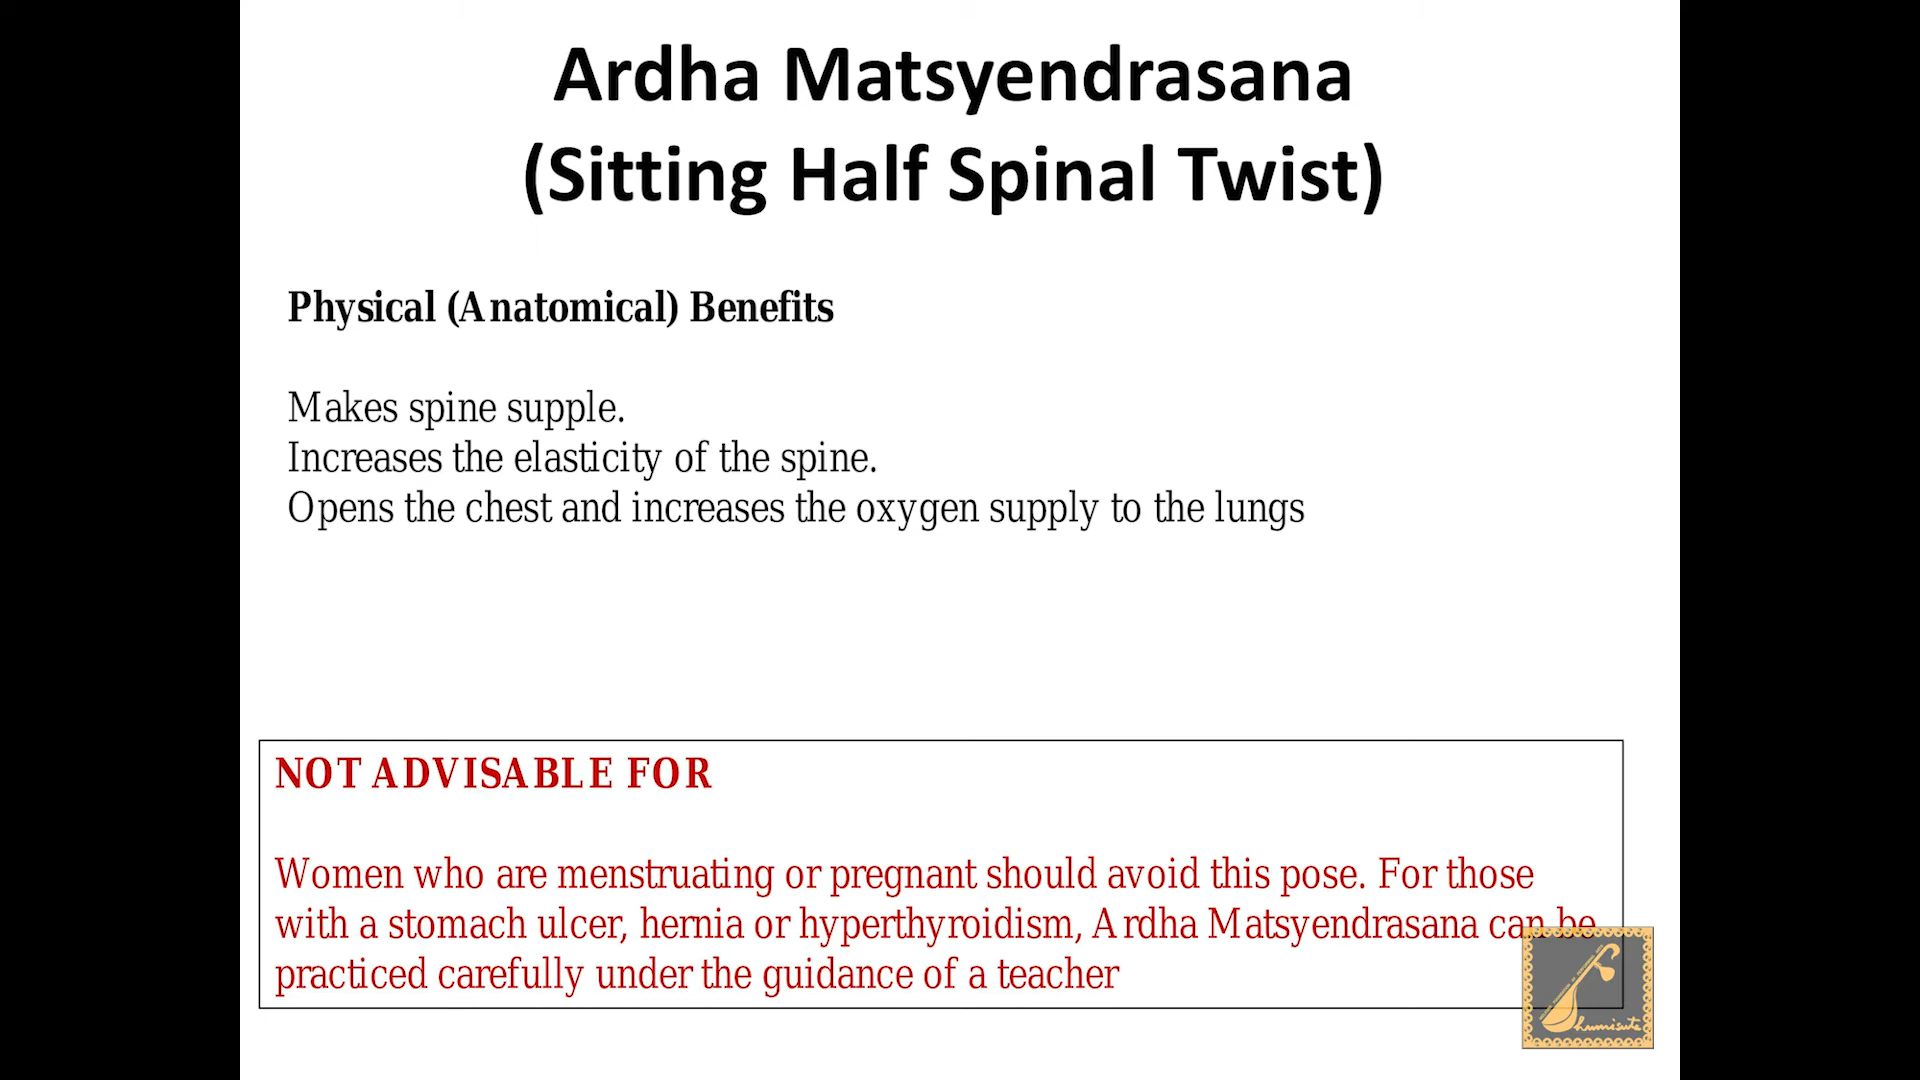 Ardha Matsyendrasana
(Sitting Half Spinal Twist)
Physical (Anatomical) Benefits
Makes spine supple.
Increases the elasticity of the spine.
Opens the chest and increases the oxygen supply to the lungs
NOT ADVISABLE FOR
Women who are menstruating or pregnant should avoid this pose. For those
with a stomach ulcer, hernia or hyperthyroidism, Ardha Matsyendrasana can be
practiced carefully under the guidance of a teacher